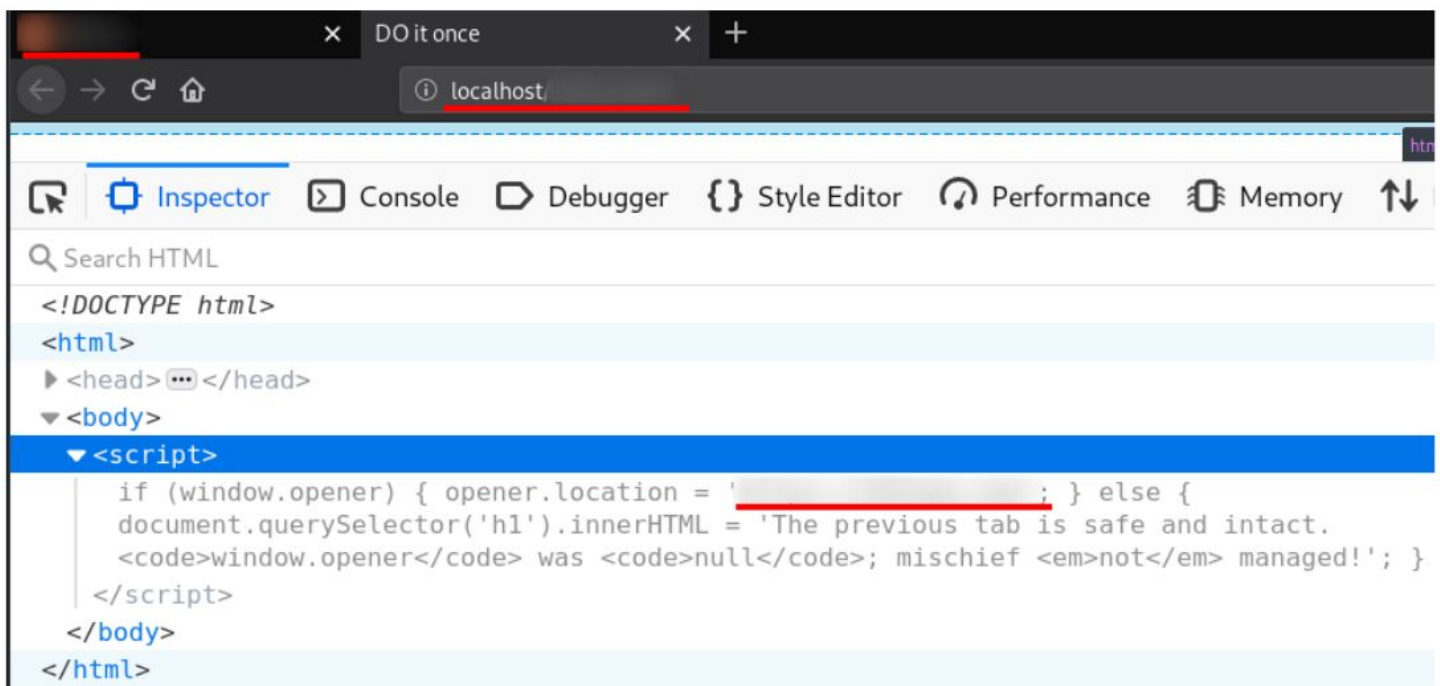 DO it once
localhost/
htm
Inspector Console Debugger {} Style Editor Performance Memory
Search HTML
<!DOCTYPE html>
<html>
<head>…</head>
<body>
<script>
if (window.opener) { opener.location = ' ; } else {
document.querySelector('h1').innerHTML = 'The previous tab is safe and intact.
<code>window.opener</code> was <code>null</code>; mischief <em>not</em> managed!'; }
</script>
</body>
</html>